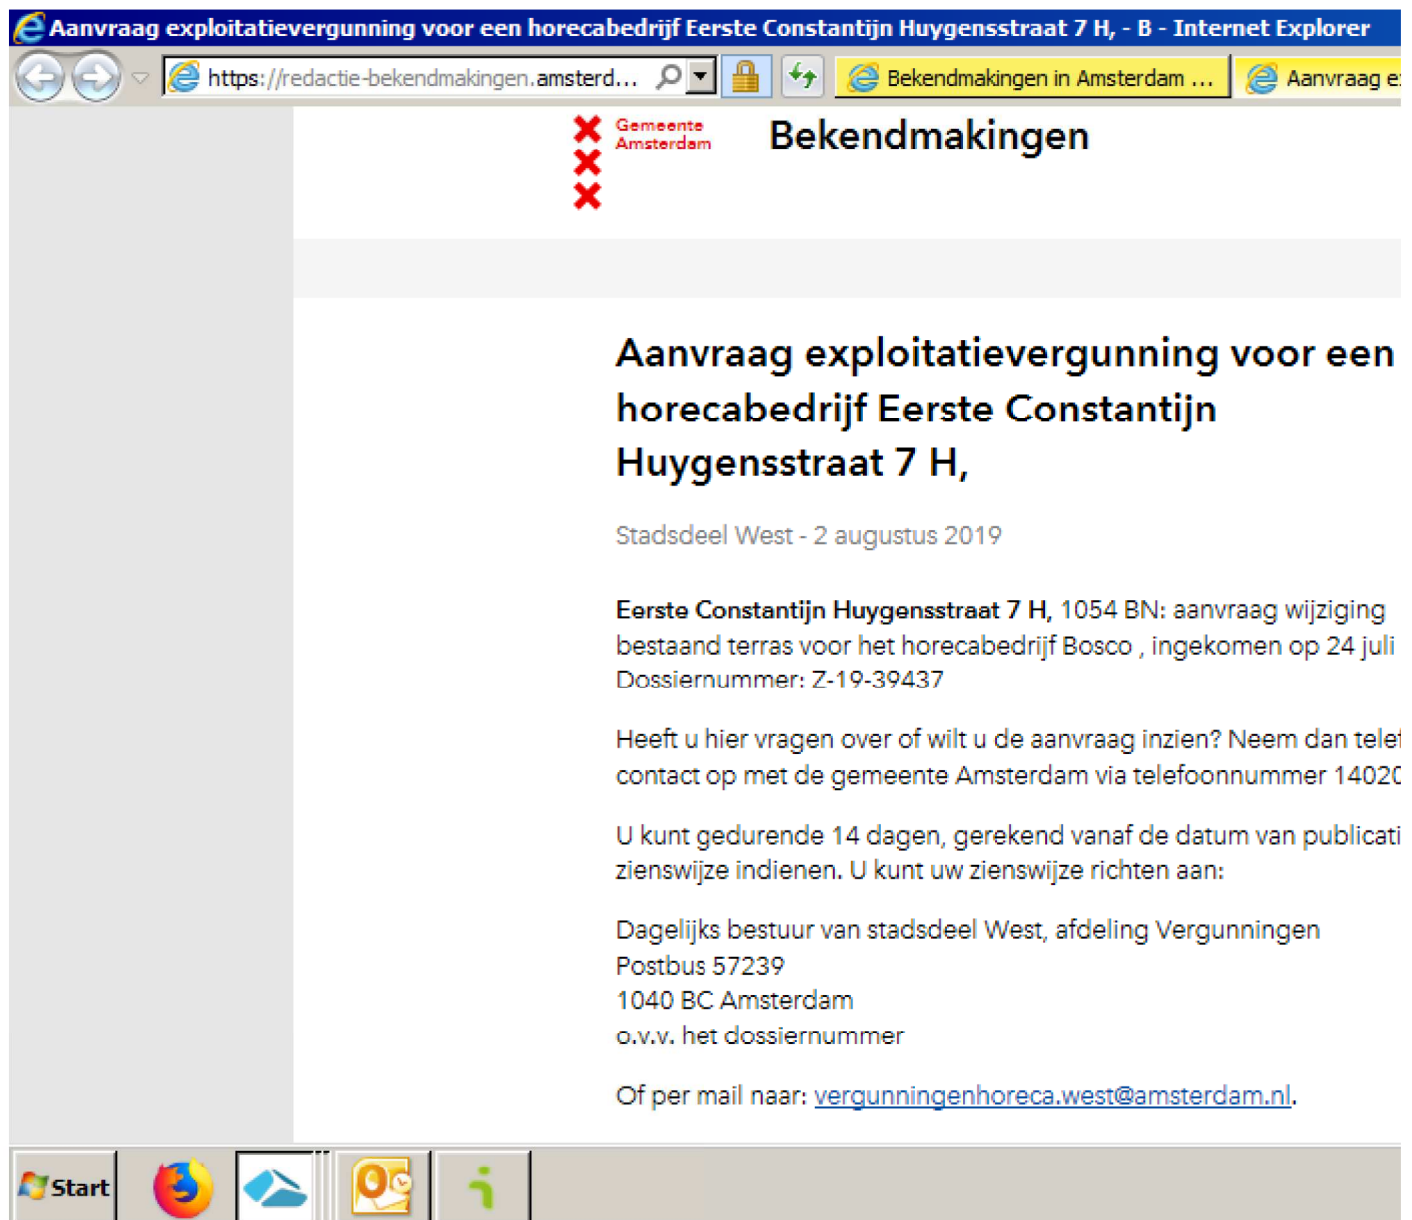 Aanvraag exploitatievergunning voor een horecabedrijf Eerste Constantijn Huygensstraat 7 H, - B - Internet Explorer
https://redactie-bekendmakingen.amsterd...
Bekendmakingen in Amsterdam ...
Aanvraag e
Gemeente
Amsterdam
Bekendmakingen
Aanvraag exploitatievergunning voor een
horecabedrijf Eerste Constantijn
Huygensstraat 7 H,
Stadsdeel West - 2 augustus 2019
Eerste Constantijn Huygensstraat 7 H, 1054 BN: aanvraag wijziging
bestaand terras voor het horecabedrijf Bosco , ingekomen op 24 juli
Dossiernummer: Z-19-39437
Heeft u hier vragen over of wilt u de aanvraag inzien? Neem dan telef
contact op met de gemeente Amsterdam via telefoonnummer 14020
U kunt gedurende 14 dagen, gerekend vanaf de datum van publicati
zienswijze indienen. U kunt uw zienswijze richten aan:
Dagelijks bestuur van stadsdeel West, afdeling Vergunningen
Postbus 57239
1040 BC Amsterdam
o.v.v. het dossiernummer
Of per mail naar: vergunningenhoreca.west@amsterdam.nl.
Start